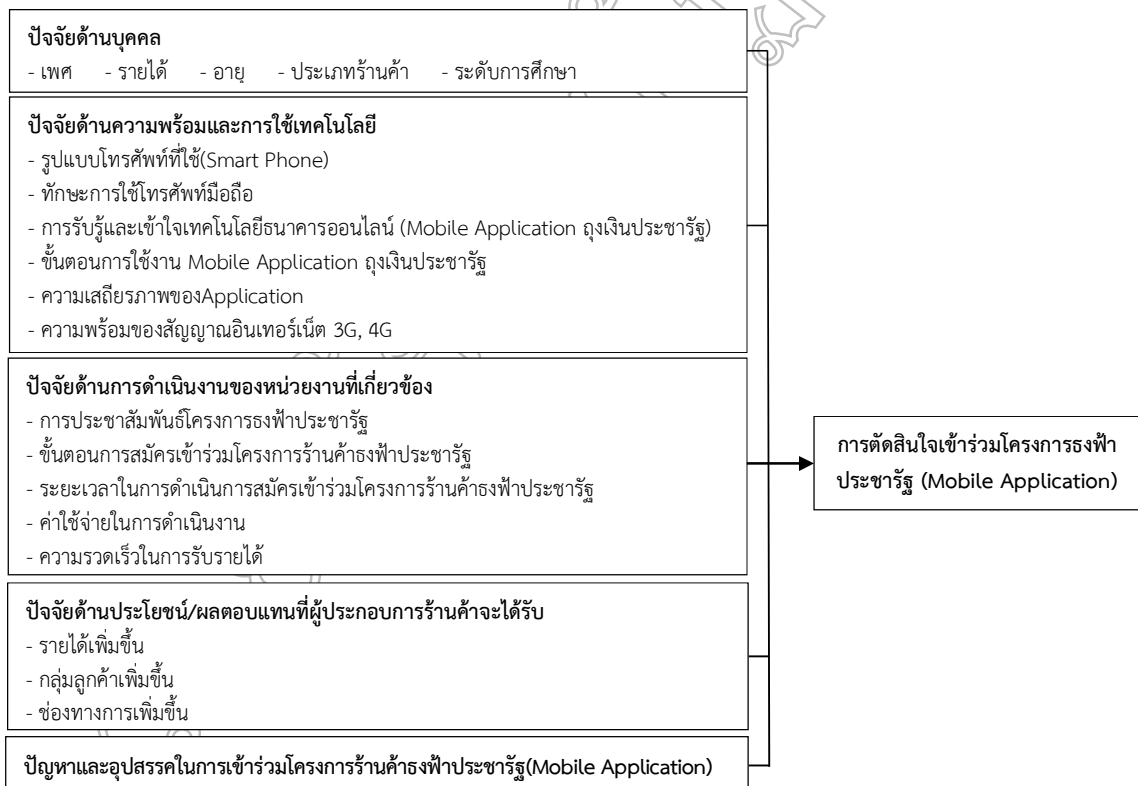 ปัจจัยด้านบุคคล
- เพศ - รายได้ - อายุ - ประเภทร้านค้า - ระดับการศึกษา
ปัจจัยด้านความพร้อมและการใช้เทคโนโลยี
- รูปแบบโทรศัพท์ที่ใช้(Smart Phone)
- ทักษะการใช้โทรศัพท์มือถือ
- การรับรู้และเข้าใจเทคโนโลยีธนาคารออนไลน์ (Mobile Application ถุงเงินประชารัฐ)
- ขั้นตอนการใช้งาน Mobile Application ถุงเงินประชารัฐ
- ความเสถียรภาพของApplication
- ความพร้อมของสัญญาณอินเทอร์เน็ต 3G, 4G
ปัจจัยด้านการดำเนินงานของหน่วยงานที่เกี่ยวข้อง
- การประชาสัมพันธ์โครงการธงฟ้าประชารัฐ
- ขั้นตอนการสมัครเข้าร่วมโครงการร้านค้าธงฟ้าประชารัฐ
- ระยะเวลาในการดำเนินการสมัครเข้าร่วมโครงการร้านค้าธงฟ้าประชารัฐ
- ค่าใช้จ่ายในการดำเนินงาน
- ความรวดเร็วในการรับรายได้
ปัจจัยด้านประโยชน์/ผลตอบแทนที่ผู้ประกอบการร้านค้าจะได้รับ
- รายได้เพิ่มขึ้น
- กลุ่มลูกค้าเพิ่มขึ้น
- ช่องทางการเพิ่มขึ้น
ปัญหาและอุปสรรคในการเข้าร่วมโครงการร้านค้าธงฟ้าประชารัฐ(Mobile Application)
การตัดสินใจเข้าร่วมโครงการธงฟ้า
ประชารัฐ (Mobile Application)